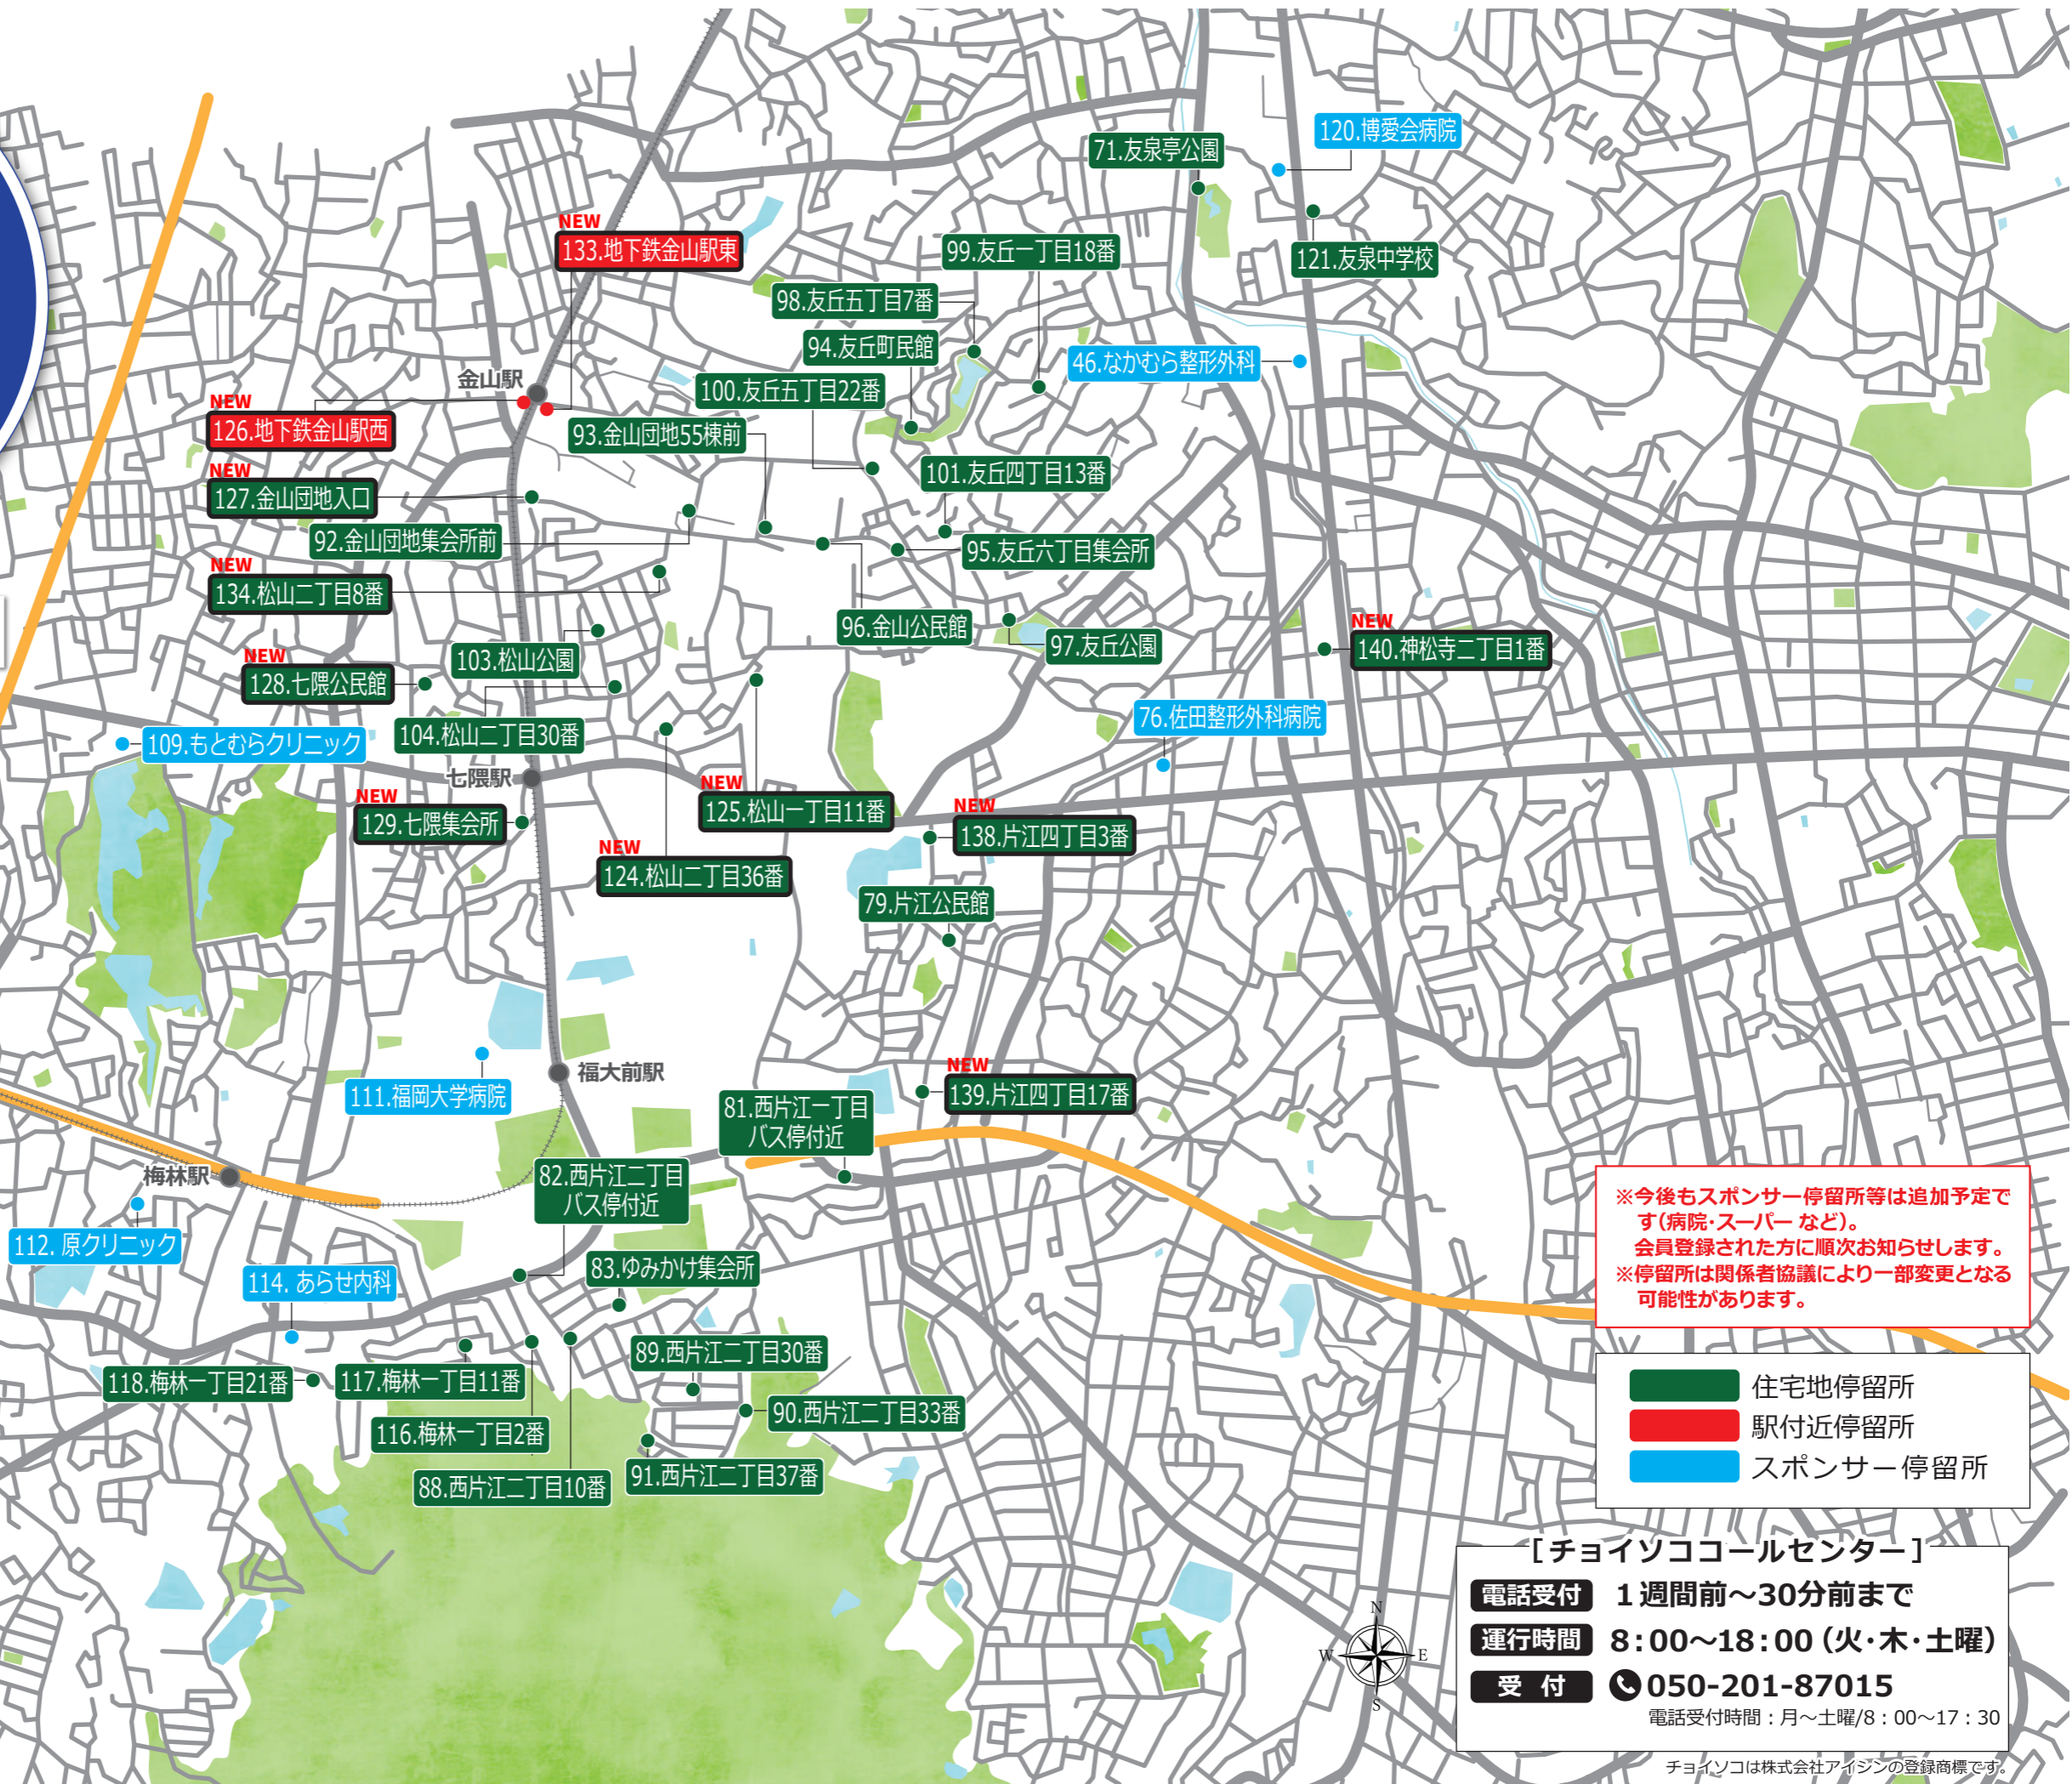 71.友泉亭公園
120.博愛会病院
NEW
133.地下鉄金山駅東
99.友丘一丁目18番
121.友泉中学校
98.友丘五丁目7番
94.友丘町民館
46.なかむら整形外科
金山駅
100.友丘五丁目22番
NEW
126.地下鉄金山駅西
93.金山団地55棟前
NEW
127.金山団地入口
101.友丘四丁目13番
92.金山団地集会所前
95.友丘六丁目集会所
NEW
134.松山二丁目8番
96.金山公民館
97.友丘公園
NEW
140.神松寺二丁目1番
103.松山公園
NEW
128.七隈公民館
76.佐田整形外科病院
104.松山二丁目30番
109.もとむらクリニック
七隈駅
NEW
125.松山一丁目11番
NEW
129.七隈集会所
NEW
138.片江四丁目3番
NEW
124.松山二丁目36番
79.片江公民館
福大前駅
NEW
139.片江四丁目17番
111.福岡大学病院
81.西片江一丁目
バス停付近
梅林駅
82.西片江二丁目
バス停付近
112. 原クリニック
83.ゆみかけ集会所
114. あらせ内科
89.西片江二丁目30番
118.梅林一丁目21番
117.梅林一丁目11番
90.西片江二丁目33番
116.梅林一丁目2番
91.西片江二丁目37番
88.西片江二丁目10番
※今後もスポンサー停留所等は追加予定で
す(病院・スーパー など)。
会員登録された方に順次お知らせします。
※停留所は関係者協議により一部変更となる
可能性があります。
住宅地停留所
駅付近停留所
スポンサー停留所
N
W E
S
[チョイソココールセンター]
電話受付 1週間前～30分前まで
運行時間 8：00～18：00（火・木・土曜）
受 付 050-201-87015
電話受付時間：月～土曜/8：00～17：30
チョイソコは株式会社アイシンの登録商標です。